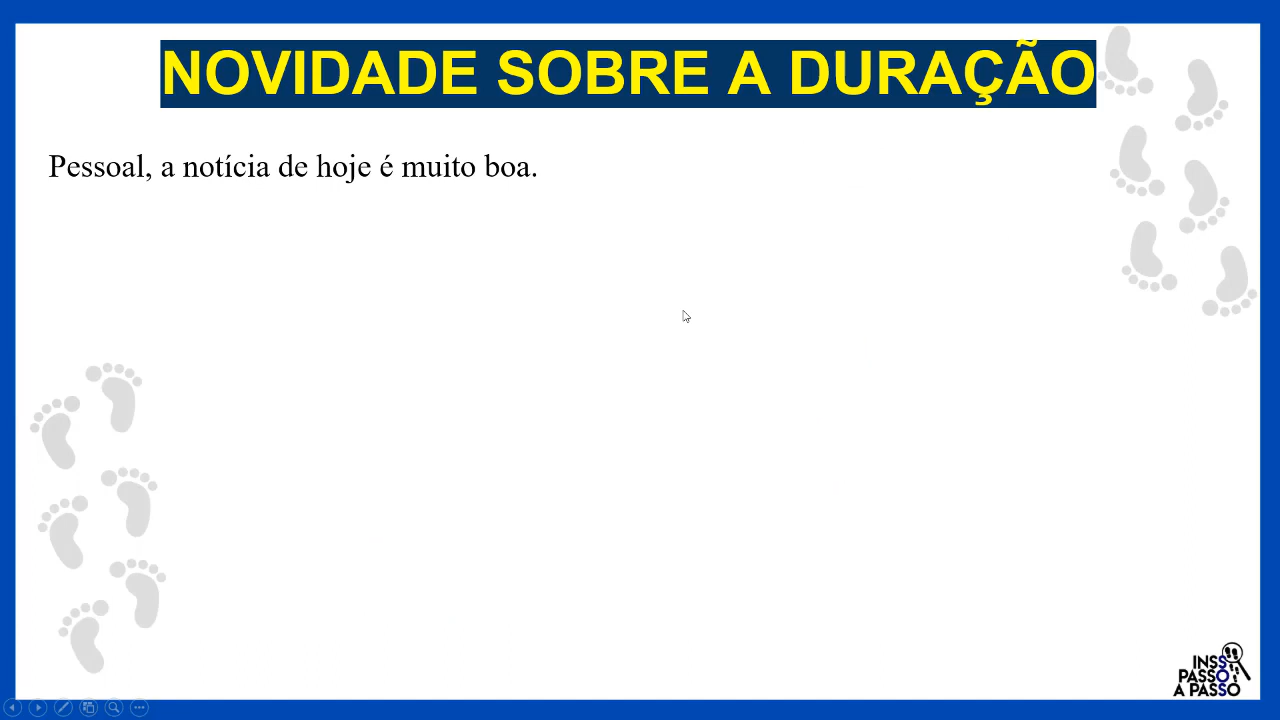 NOVIDADE SOBRE A DURAÇÃO
Pessoal, a notícia de hoje é muito boa.
INSS
PASSO
A PASSO